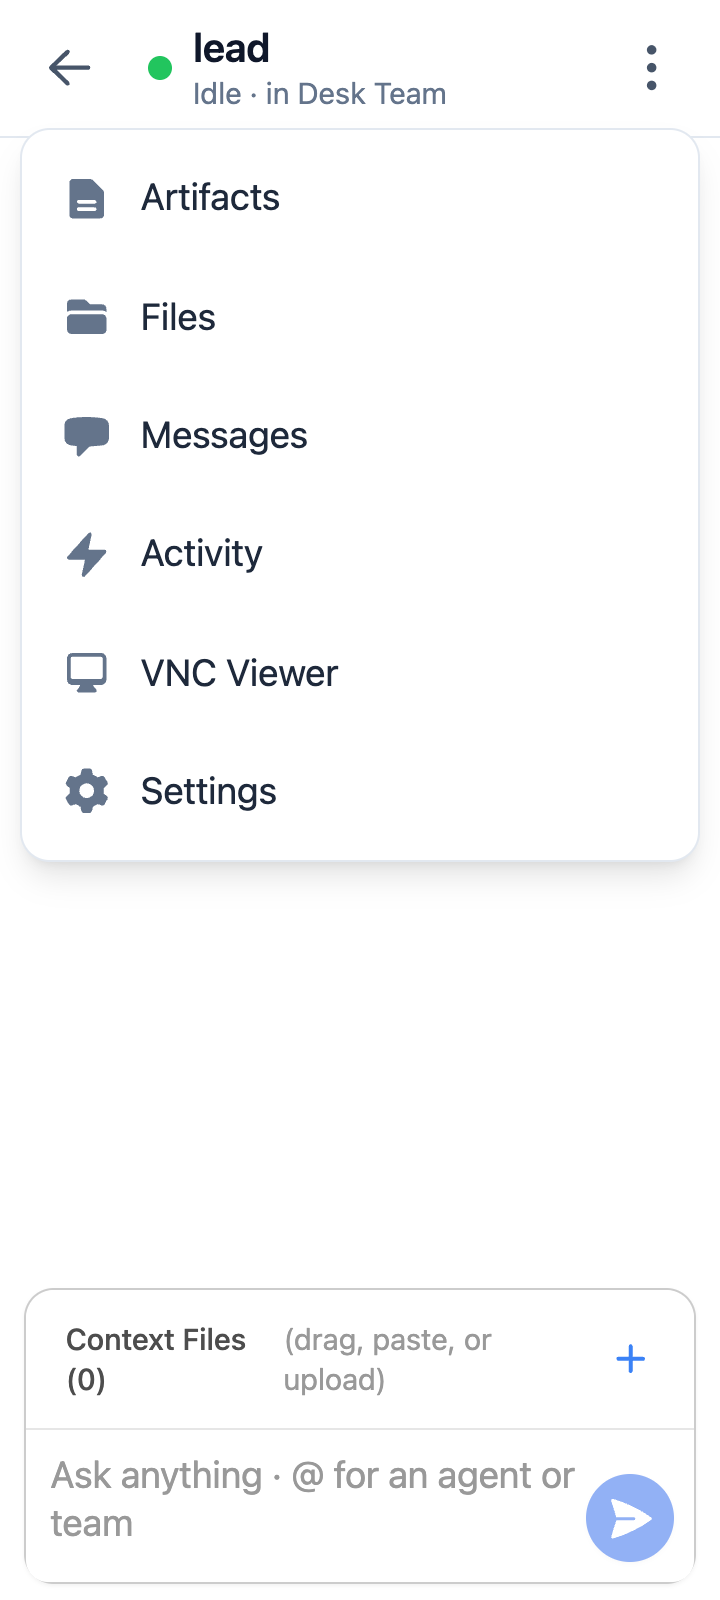 lead
Idle · in Desk Team
Artifacts
Files
Messages
Activity
VNC Viewer
Settings
Context Files (drag, paste, or
(0) upload)
Ask anything · @ for an agent or
team